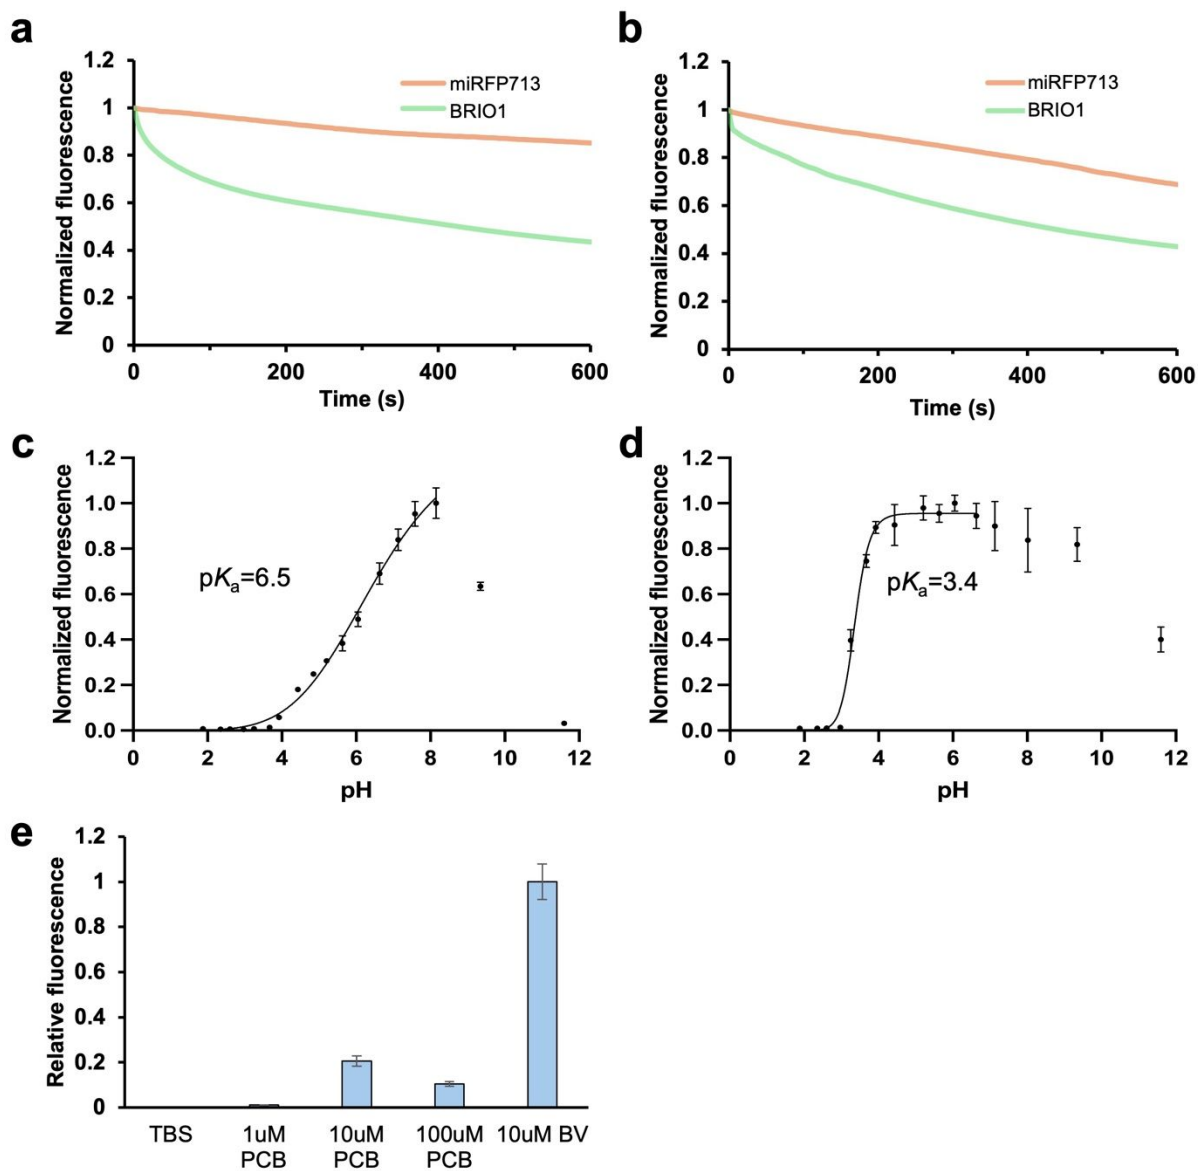 a
1.2
1
0.8
0.6
0.4
0.2
0
Normalized fluorescence
miRFP713
BRIO1
0 200 400 600
Time (s)
b
1.2
1
0.8
0.6
0.4
0.2
0
Normalized fluorescence
miRFP713
BRIO1
0 200 400 600
Time (s)
c
1.2
1.0
0.8
0.6
0.4
0.2
0.0
Normalized fluorescence
pKa=6.5
0 2 4 6 8 10 12
pH
d
1.2
1.0
0.8
0.6
0.4
0.2
0.0
Normalized fluorescence
pKa=3.4
0 2 4 6 8 10 12
pH
e
1.2
1
0.8
0.6
0.4
0.2
0
Relative fluorescence
TBS 1uM 10uM 100uM 10uM BV
PCB PCB PCB